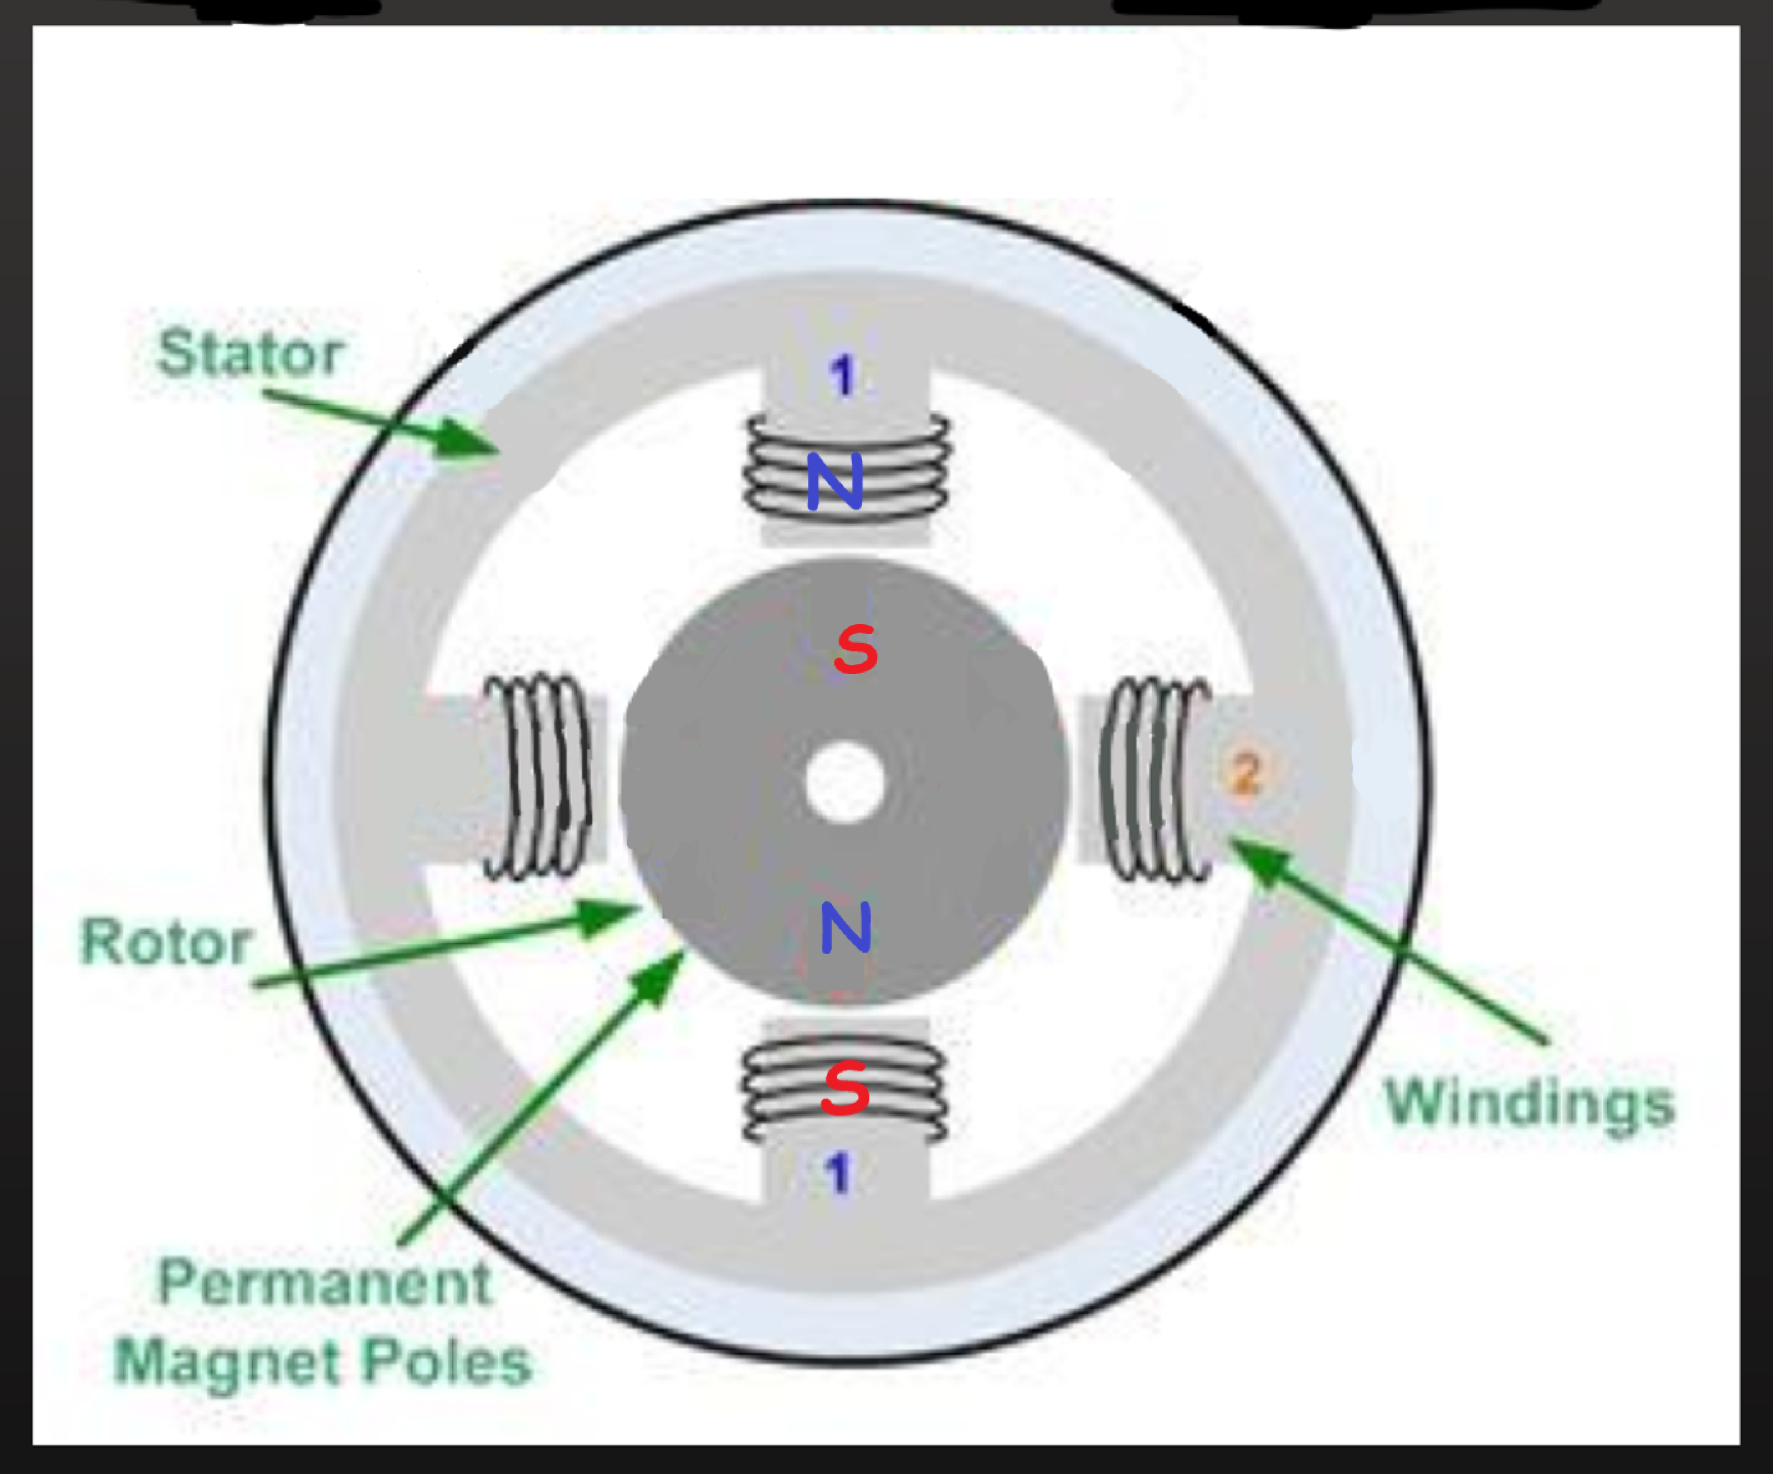 Stator
1
N
S
2
Rotor
N
Windings
S
1
Permanent
Magnet Poles